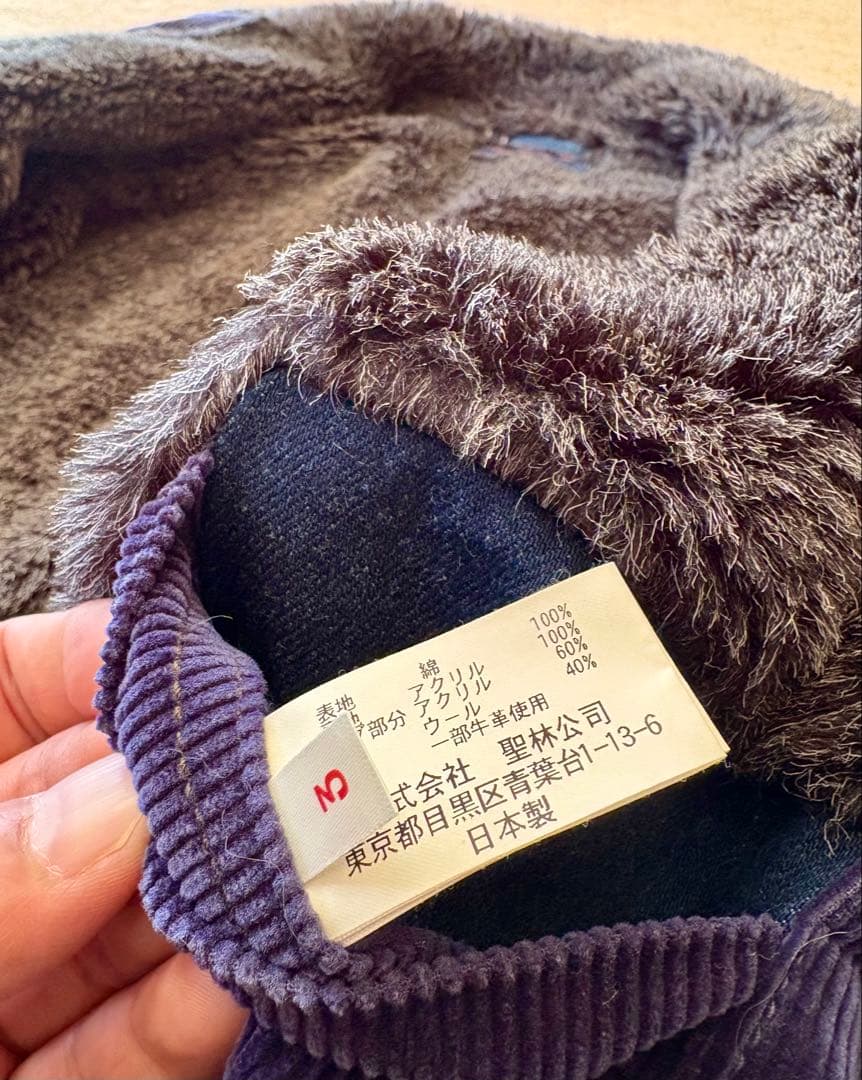 表地 綿 100%
アクリル 100%
部分 アクリル 60%
ウール 40%
一部牛革使用
式会社 聖林公司
東京都目黒区青葉台1-13-6
日本製
3